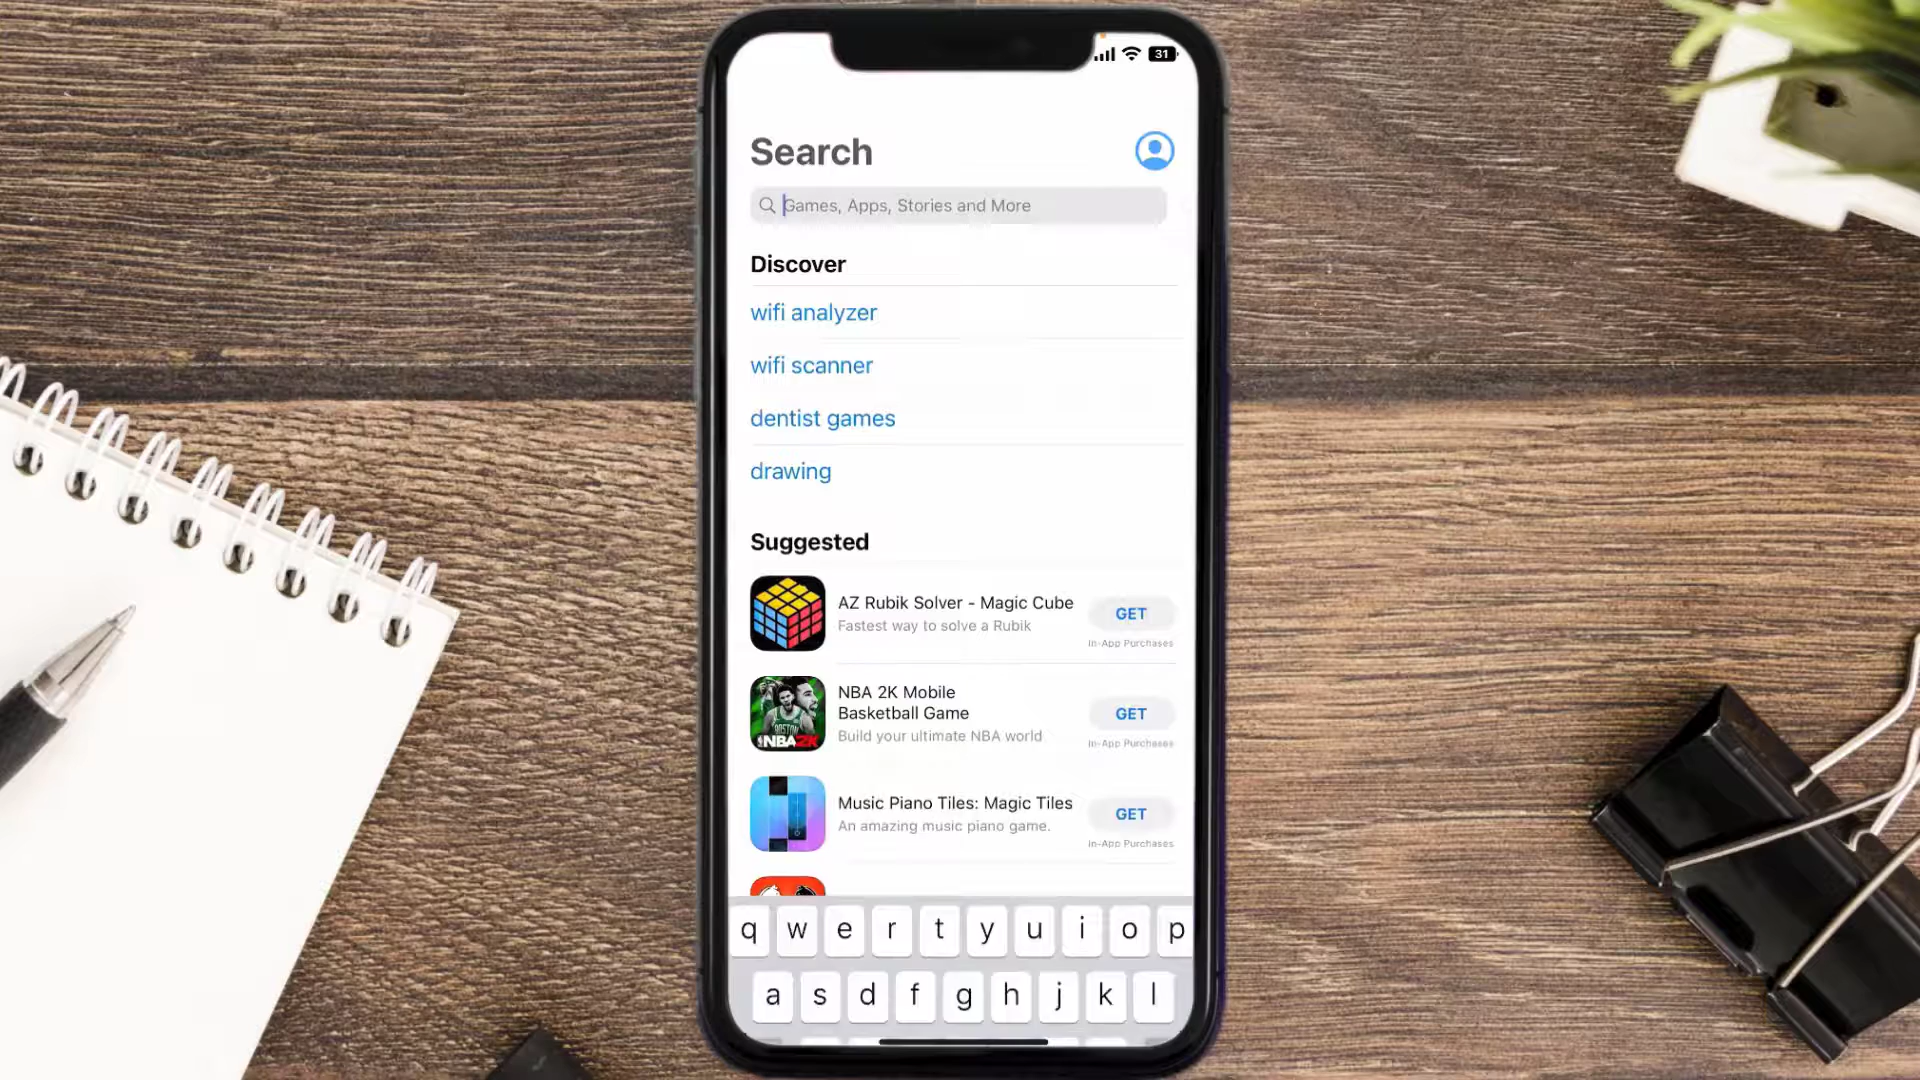 31
Search
Games, Apps, Stories and More
Discover
wifi analyzer
wifi scanner
dentist games
drawing
Suggested
AZ Rubik Solver - Magic Cube
Fastest way to solve a Rubik
GET
In-App Purchases
NBA 2K Mobile
Basketball Game
Build your ultimate NBA world
GET
In-App Purchases
BOSTON
NBA 2K
Music Piano Tiles: Magic Tiles
An amazing music piano game.
GET
In-App Purchases
q w e r t y u i o p
a s d f g h j k l